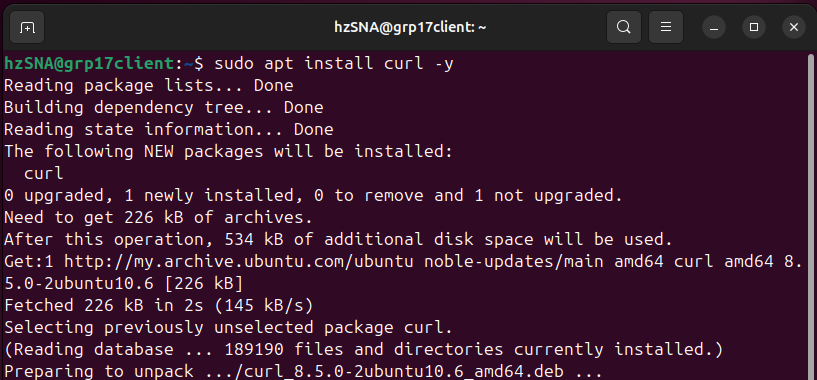 hzSNA@grp17client: ~
hzSNA@grp17client:~$ sudo apt install curl -y
Reading package lists... Done
Building dependency tree... Done
Reading state information... Done
The following NEW packages will be installed:
  curl
0 upgraded, 1 newly installed, 0 to remove and 1 not upgraded.
Need to get 226 kB of archives.
After this operation, 534 kB of additional disk space will be used.
Get:1 http://my.archive.ubuntu.com/ubuntu noble-updates/main amd64 curl amd64 8.
5.0-2ubuntu10.6 [226 kB]
Fetched 226 kB in 2s (145 kB/s)
Selecting previously unselected package curl.
(Reading database ... 189190 files and directories currently installed.)
Preparing to unpack .../curl_8.5.0-2ubuntu10.6_amd64.deb ...